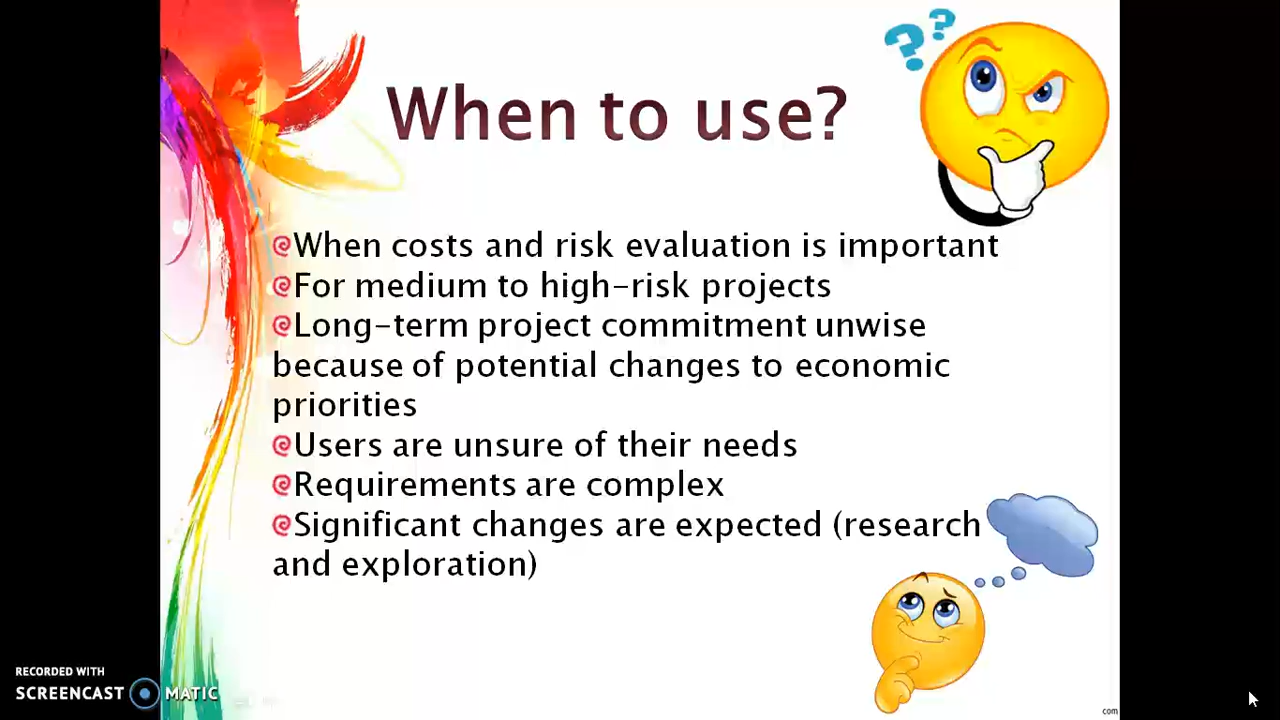 ??
When to use?
When costs and risk evaluation is important
For medium to high-risk projects
Long-term project commitment unwise
because of potential changes to economic
priorities
Users are unsure of their needs
Requirements are complex
Significant changes are expected (research
and exploration)
RECORDED WITH
SCREENCAST MATIC
com